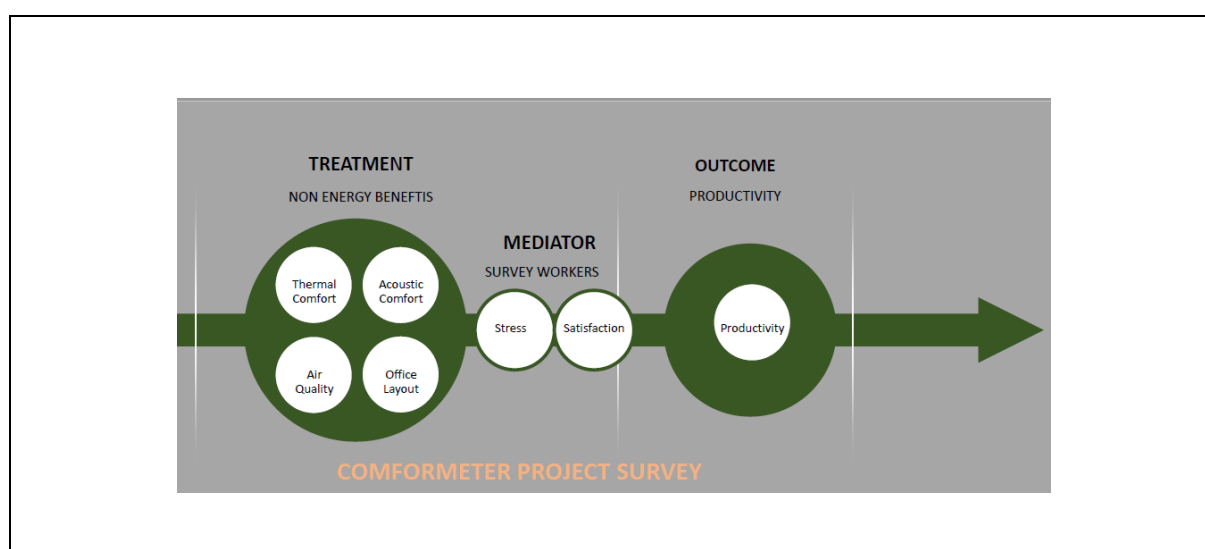 TREATMENT
NON ENERGY BENEFTIS
Thermal
Comfort
Acoustic
Comfort
Air
Quality
Office
Layout
MEDIATOR
SURVEY WORKERS
Stress
Satisfaction
OUTCOME
PRODUCTIVITY
Productivity
COMFORMETER PROJECT SURVEY